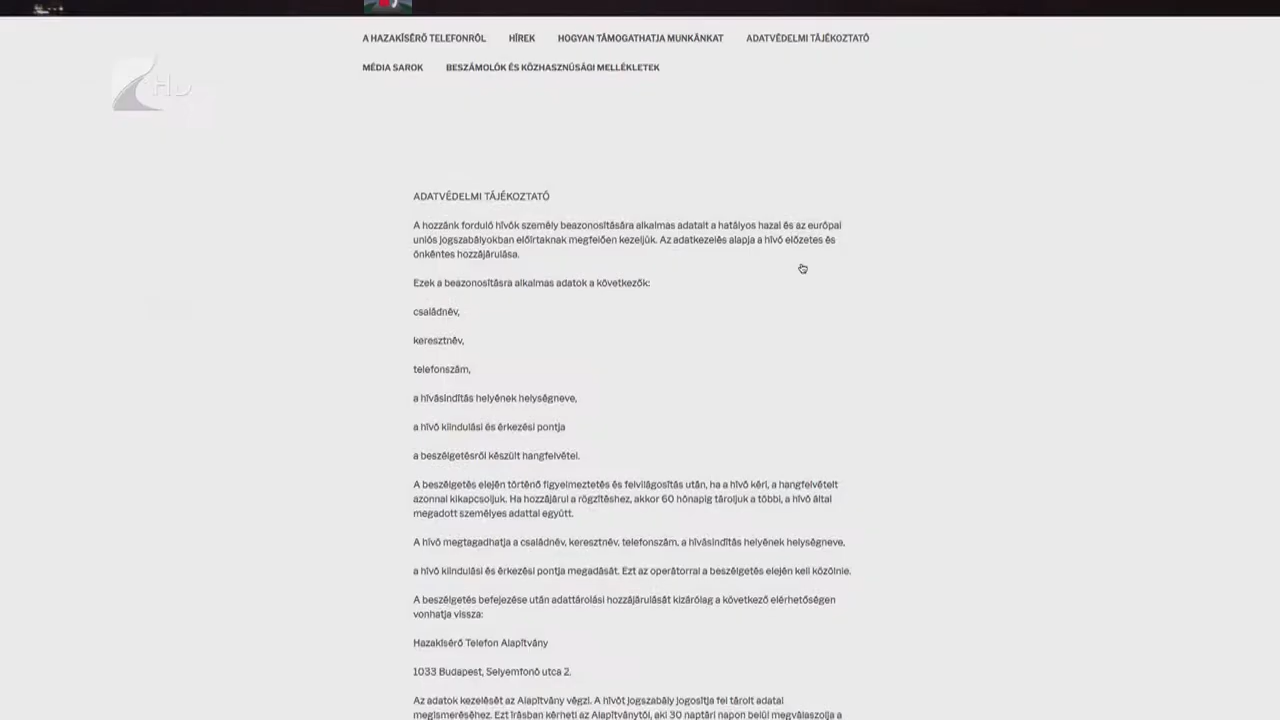 A HAZAKÍSÉRŐ TELEFONRÓL HÍREK HOGYAN TÁMOGATHATJA MUNKÁNKAT ADATVÉDELMI TÁJÉKOZTATÓ
MÉDIA SAROK BESZÁMOLÓK ÉS KÖZHASZNÚSÁGI MELLÉKLETEK
HD
ADATVÉDELMI TÁJÉKOZTATÓ
A hozzánk forduló hívók személy beazonosítására alkalmas adatait a hatályos hazai és az európai
uniós jogszabályokban előírtaknak megfelően kezeljük. Az adatkezelés alapja a hívó előzetes és
önkéntes hozzájárulása.
Ezek a beazonosításra alkalmas adatok a következők:
családnév,
keresztnév,
telefonszám,
a hívásindítás helyének helységneve,
a hívó kiindulási és érkezési pontja
a beszélgetésről készült hangfelvétel.
A beszélgetés elején történő figyelmeztetés és felvilágosítás után, ha a hívó kéri, a hangfelvételt
azonnal kikapcsoljuk. Ha hozzájárul a rögzítéshez, akkor 60 hónapig tároljuk a többi, a hívó által
megadott személyes adattal együtt.
A hívó megtagadhatja a családnév, keresztnév, telefonszám, a hívásindítás helyének helységneve,
a hívó kiindulási és érkezési pontja megadását. Ezt az operátorral a beszélgetés elején kell közölnie.
A beszélgetés befejezése után adattárolási hozzájárulását kizárólag a következő elérhetőségen
vonhatja vissza:
Hazakísérő Telefon Alapítvány
1033 Budapest, Selyemfonó utca 2.
Az adatok kezelését az Alapítvány végzi. A hívót jogszabály jogosítja fel tárolt adatai
megismeréséhez. Ezt írásban kérheti az Alapítványtól, aki 30 naptári napon belül megválaszolja a